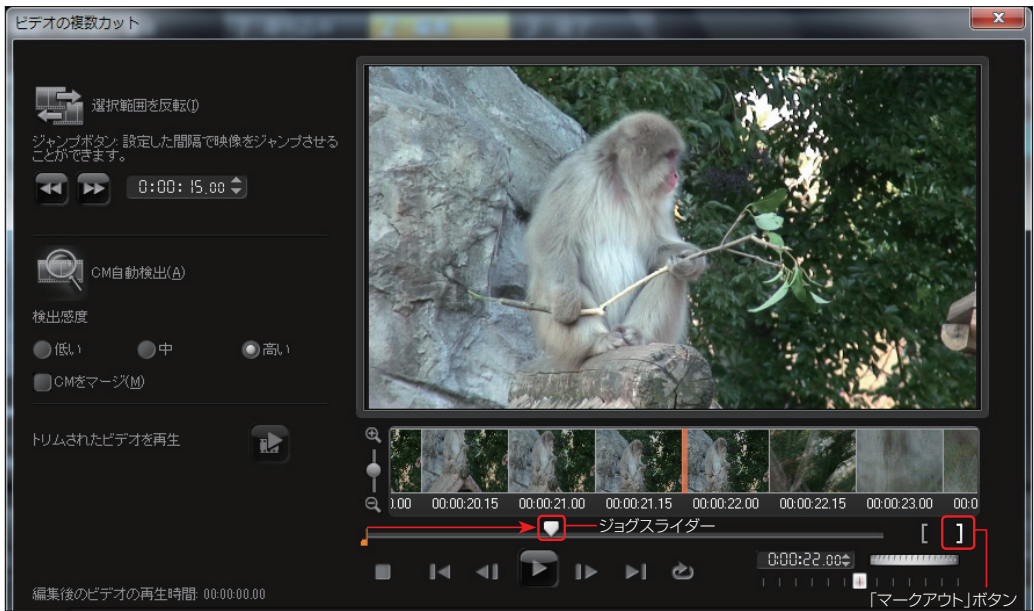 ビデオの複数カット
選択範囲を反転(I)
ジャンプボタン: 設定した間隔で映像をジャンプさせる
ことができます。
0:00:15.00
CM自動検出(A)
検出感度
低い 中 高い
CMをマージ(M)
トリムされたビデオを再生
).00 00:00:20.15 00:00:21.00 00:00:21.15 00:00:22.00 00:00:22.15 00:00:23.00 00:0
ジョグスライダー
[ ]
0:00:22.00
編集後のビデオの再生時間: 00:00:00.00
「マークアウト」ボタン